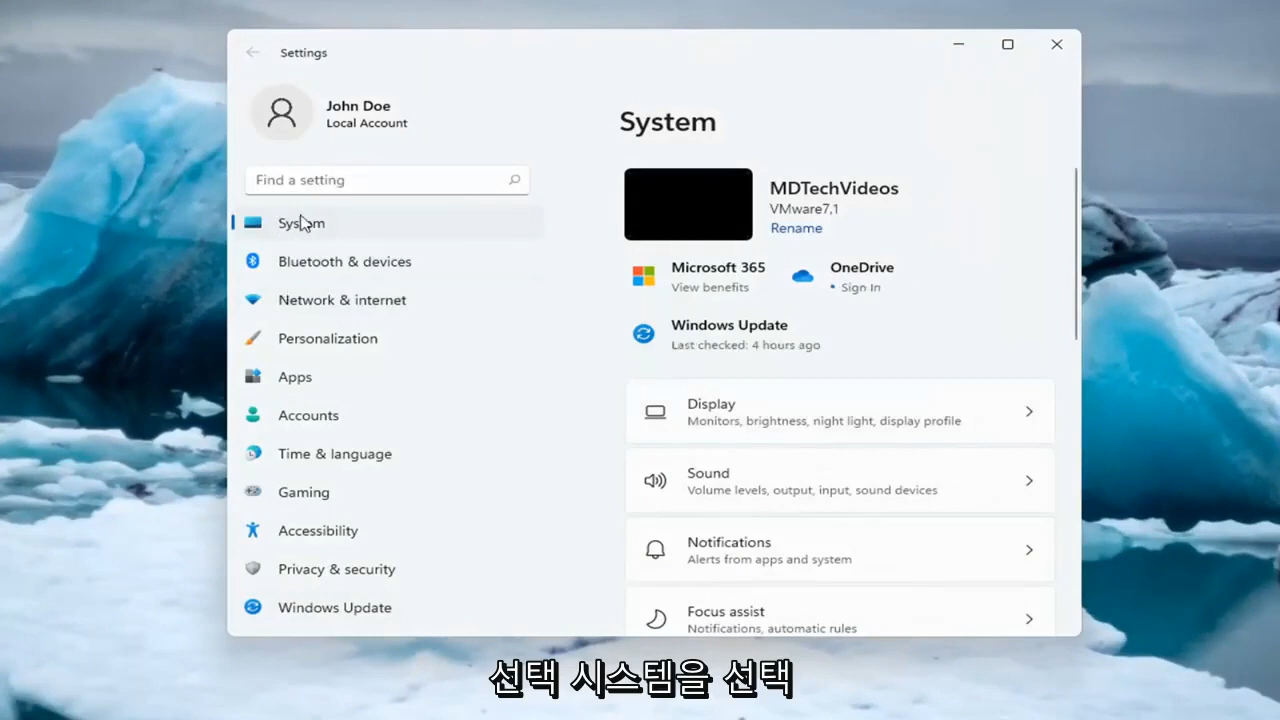 Settings
John Doe
Local Account
Find a setting
System
Bluetooth & devices
Network & internet
Personalization
Apps
Accounts
Time & language
Gaming
Accessibility
Privacy & security
Windows Update
System
MDTechVideos
VMware7,1
Rename
Microsoft 365
View benefits
OneDrive
• Sign In
Windows Update
Last checked: 4 hours ago
Display
Monitors, brightness, night light, display profile
Sound
Volume levels, output, input, sound devices
Notifications
Alerts from apps and system
Focus assist
Notifications, automatic rules
선택 시스템을 선택